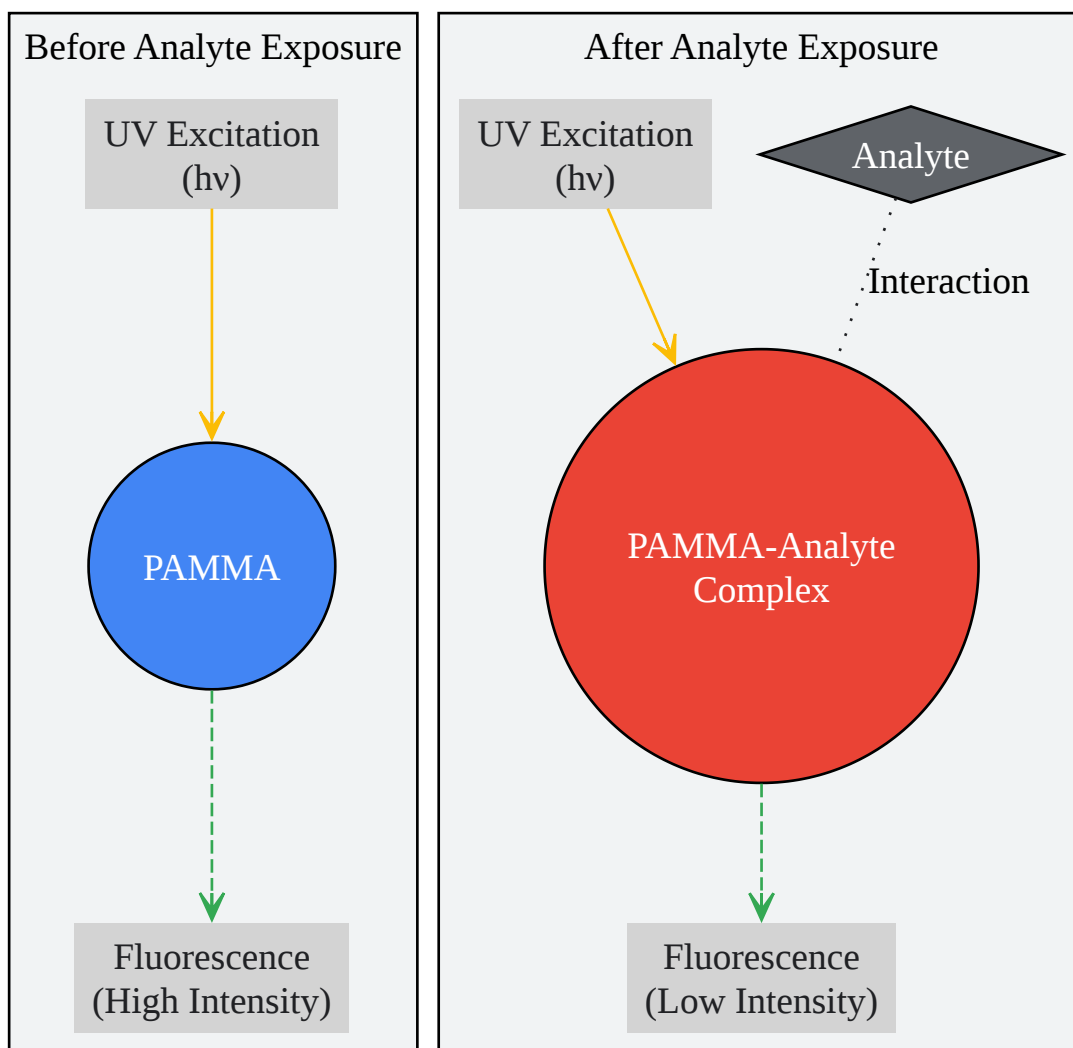 Before Analyte Exposure
UV Excitation
(hν)
PAMMA
Fluorescence
(High Intensity)
After Analyte Exposure
UV Excitation
(hν)
Analyte
Interaction
PAMMA-Analyte
Complex
Fluorescence
(Low Intensity)